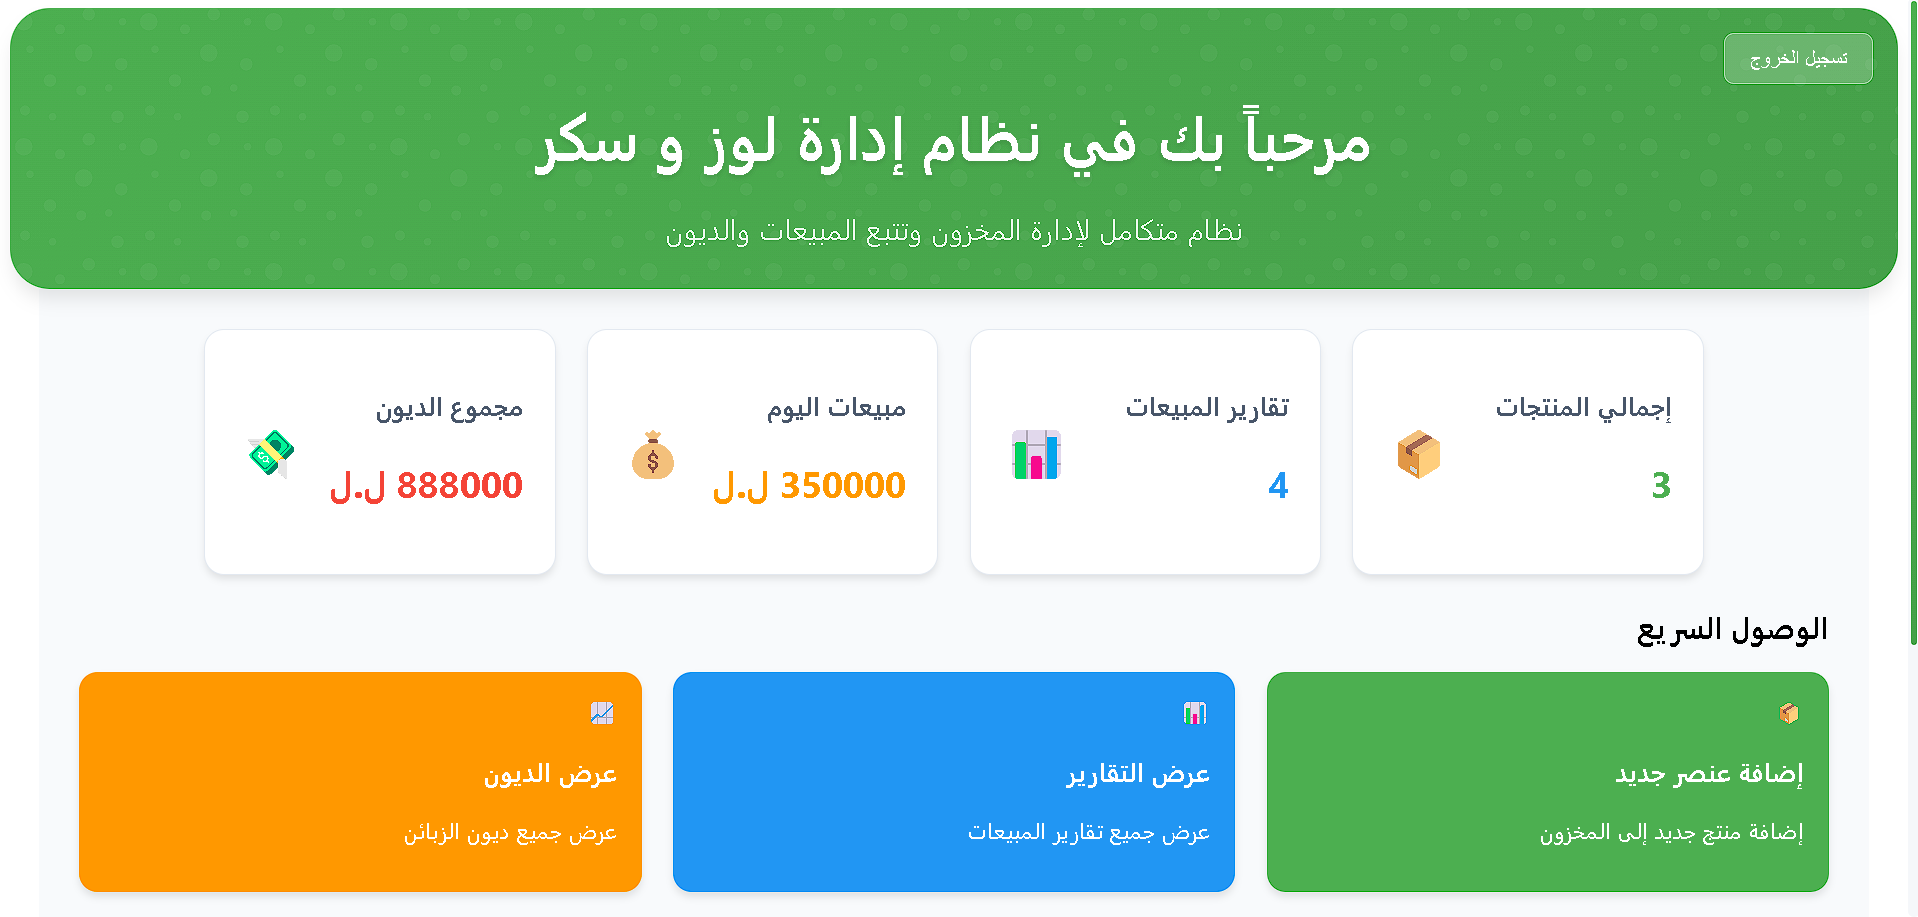 تسجيل الخروج
مرحباً بك في نظام إدارة لوز و سكر
نظام متكامل لإدارة المخزون وتتبع المبيعات والديون
إجمالي المنتجات
3
تقارير المبيعات
4
مبيعات اليوم
350000 ل.ل
مجموع الديون
888000 ل.ل
الوصول السريع
إضافة عنصر جديد
إضافة منتج جديد إلى المخزون
عرض التقارير
عرض جميع تقارير المبيعات
عرض الديون
عرض جميع ديون الزبائن